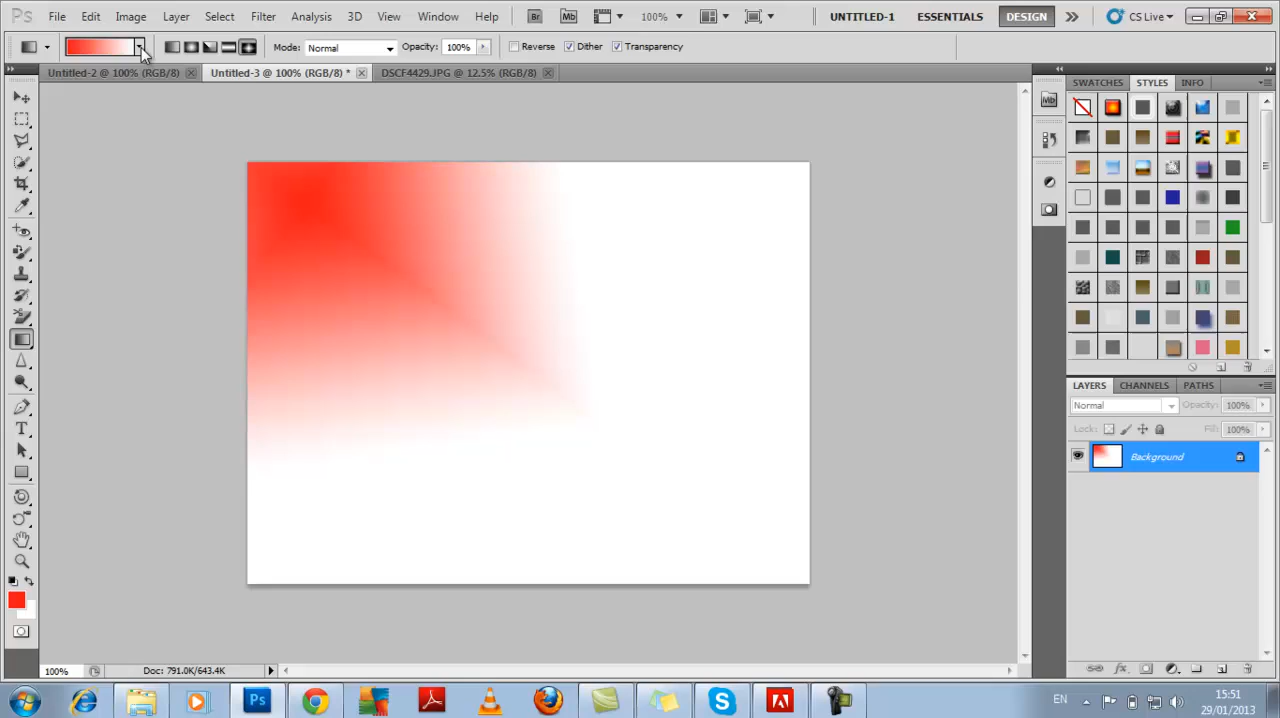 Ps File Edit Image Layer Select Filter Analysis 3D View Window Help Br Mb 100% UNTITLED-1 ESSENTIALS DESIGN CS Live
Mode: Normal Opacity: 100% Reverse Dither Transparency
Untitled-2 @ 100% (RGB/8) Untitled-3 @ 100% (RGB/8) * DSCF4429.JPG @ 12.5% (RGB/8)
SWATCHES STYLES INFO
Mb
LAYERS CHANNELS PATHS
Normal Opacity: 100%
Lock: Fill: 100%
Background
T
100% Doc: 791.0K/643.4K
fx
Ps
EN
15:51
29/01/2013